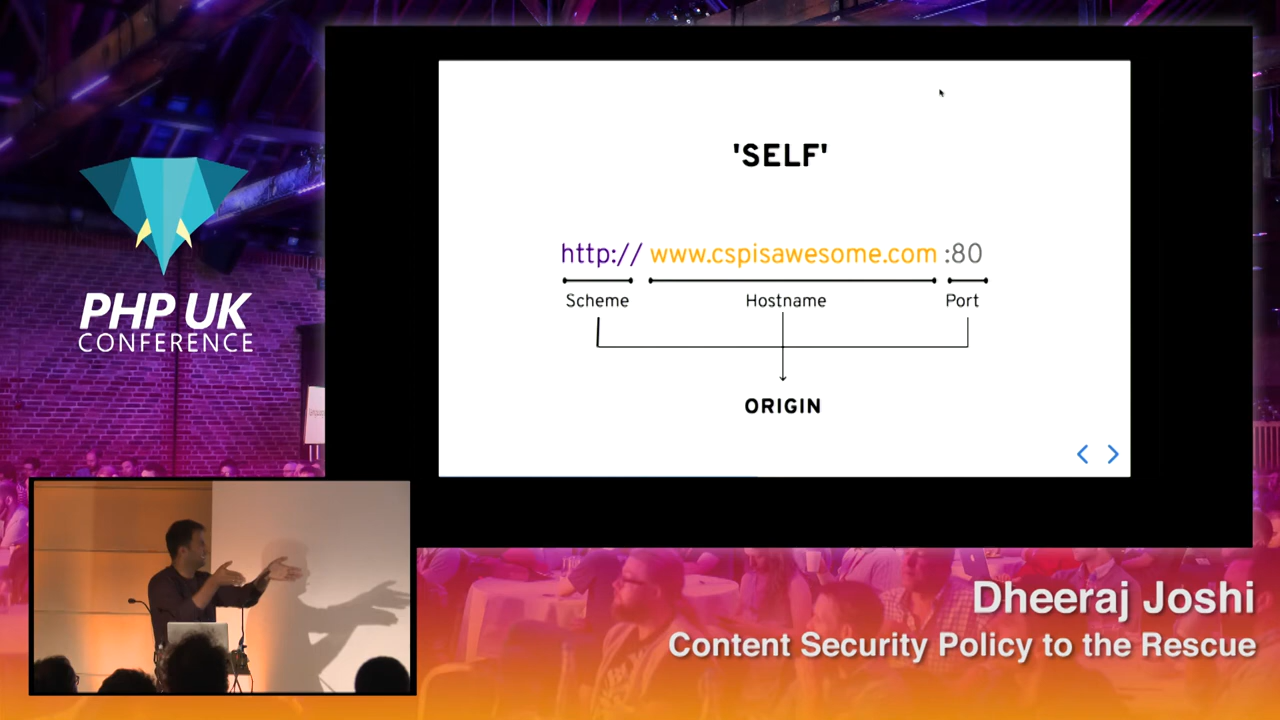 'SELF'
http:// www.cspisawesome.com :80
Scheme Hostname Port
ORIGIN
PHP UK
CONFERENCE
Dheeraj Joshi
Content Security Policy to the Rescue